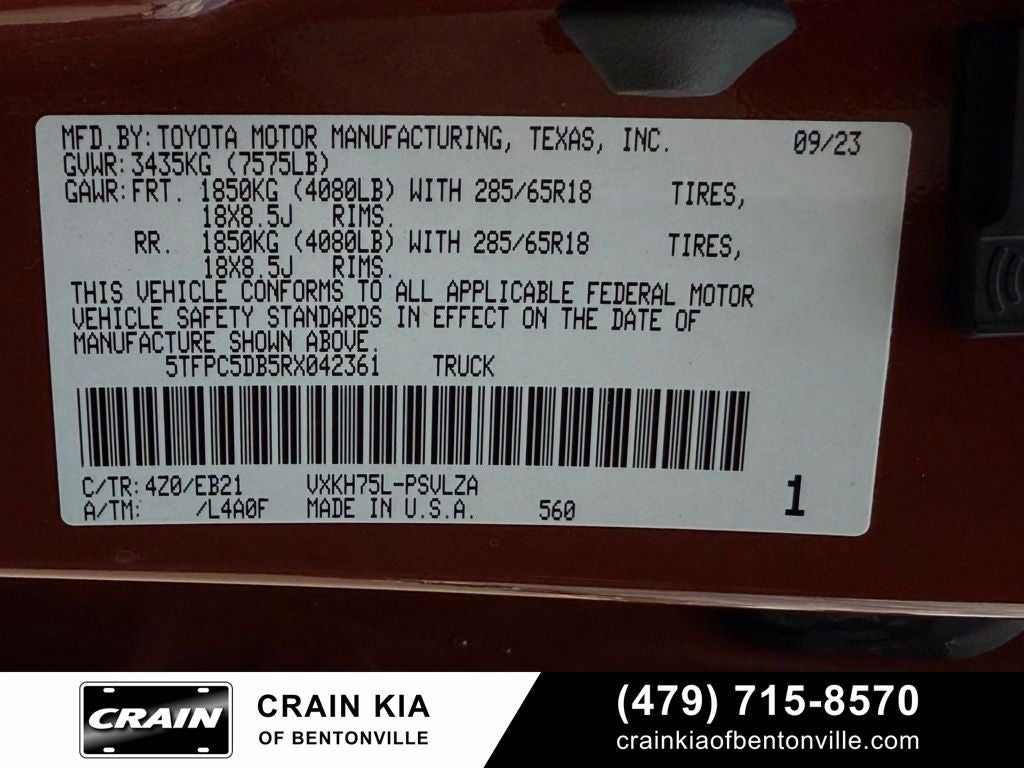 MFD.BY: TOYOTA MOTOR MANUFACTURING, TEXAS, INC. 09/23
GVWR: 3435KG (7575LB)
GAWR: FRT. 1850KG (4080LB) WITH 285/65R18 TIRES,
18X8.5J RIMS.
RR. 1850KG (4080LB) WITH 285/65R18 TIRES,
18X8.5J RIMS.
THIS VEHICLE CONFORMS TO ALL APPLICABLE FEDERAL MOTOR
VEHICLE SAFETY STANDARDS IN EFFECT ON THE DATE OF
MANUFACTURE SHOWN ABOVE.
5TFPC5DB5RX042361 TRUCK
C/TR: 4Z0/EB21 VXKH75L-PSVLZA
A/TM: /L4A0F MADE IN U.S.A. 560 1
CRAIN
CRAIN KIA
OF BENTONVILLE
(479) 715-8570
crainkiaofbentonville.com